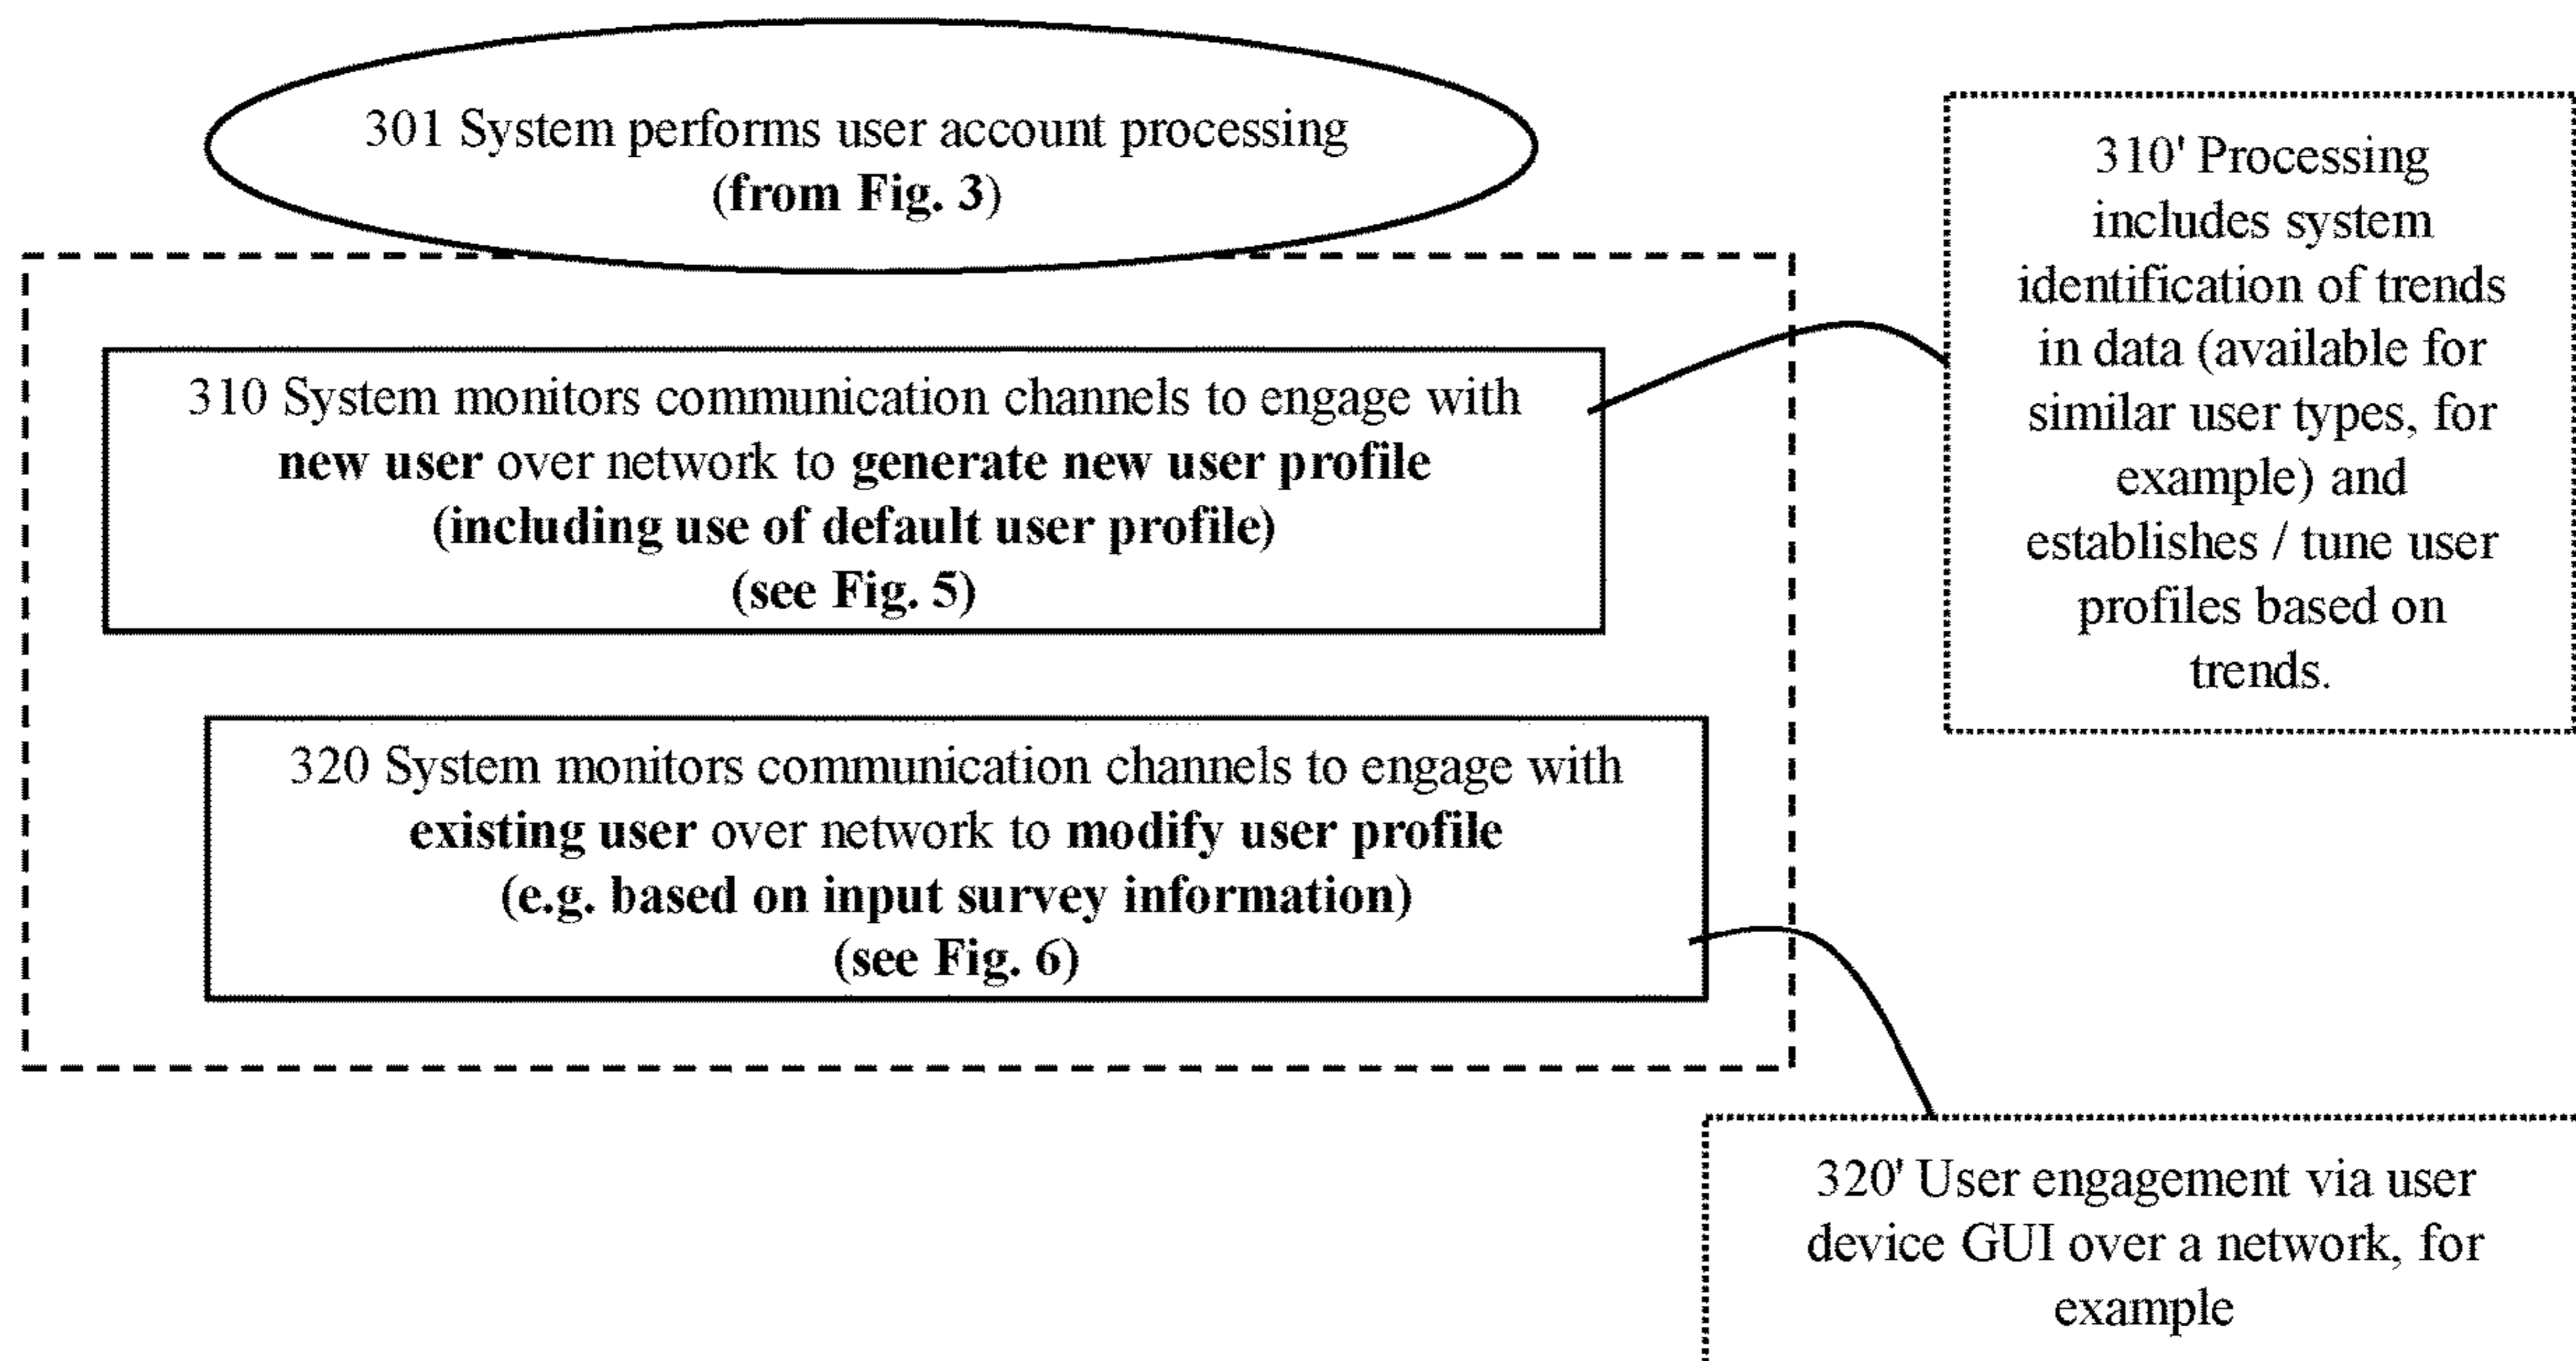 301 System performs user account processing
(from Fig. 3)
310 System monitors communication channels to engage with
new user over network to generate new user profile
(including use of default user profile)
(see Fig. 5)
310' Processing
includes system
identification of trends
in data (available for
similar user types, for
example) and
establishes / tune user
profiles based on
trends.
320 System monitors communication channels to engage with
existing user over network to modify user profile
(e.g. based on input survey information)
(see Fig. 6)
320' User engagement via user
device GUI over a network, for
example